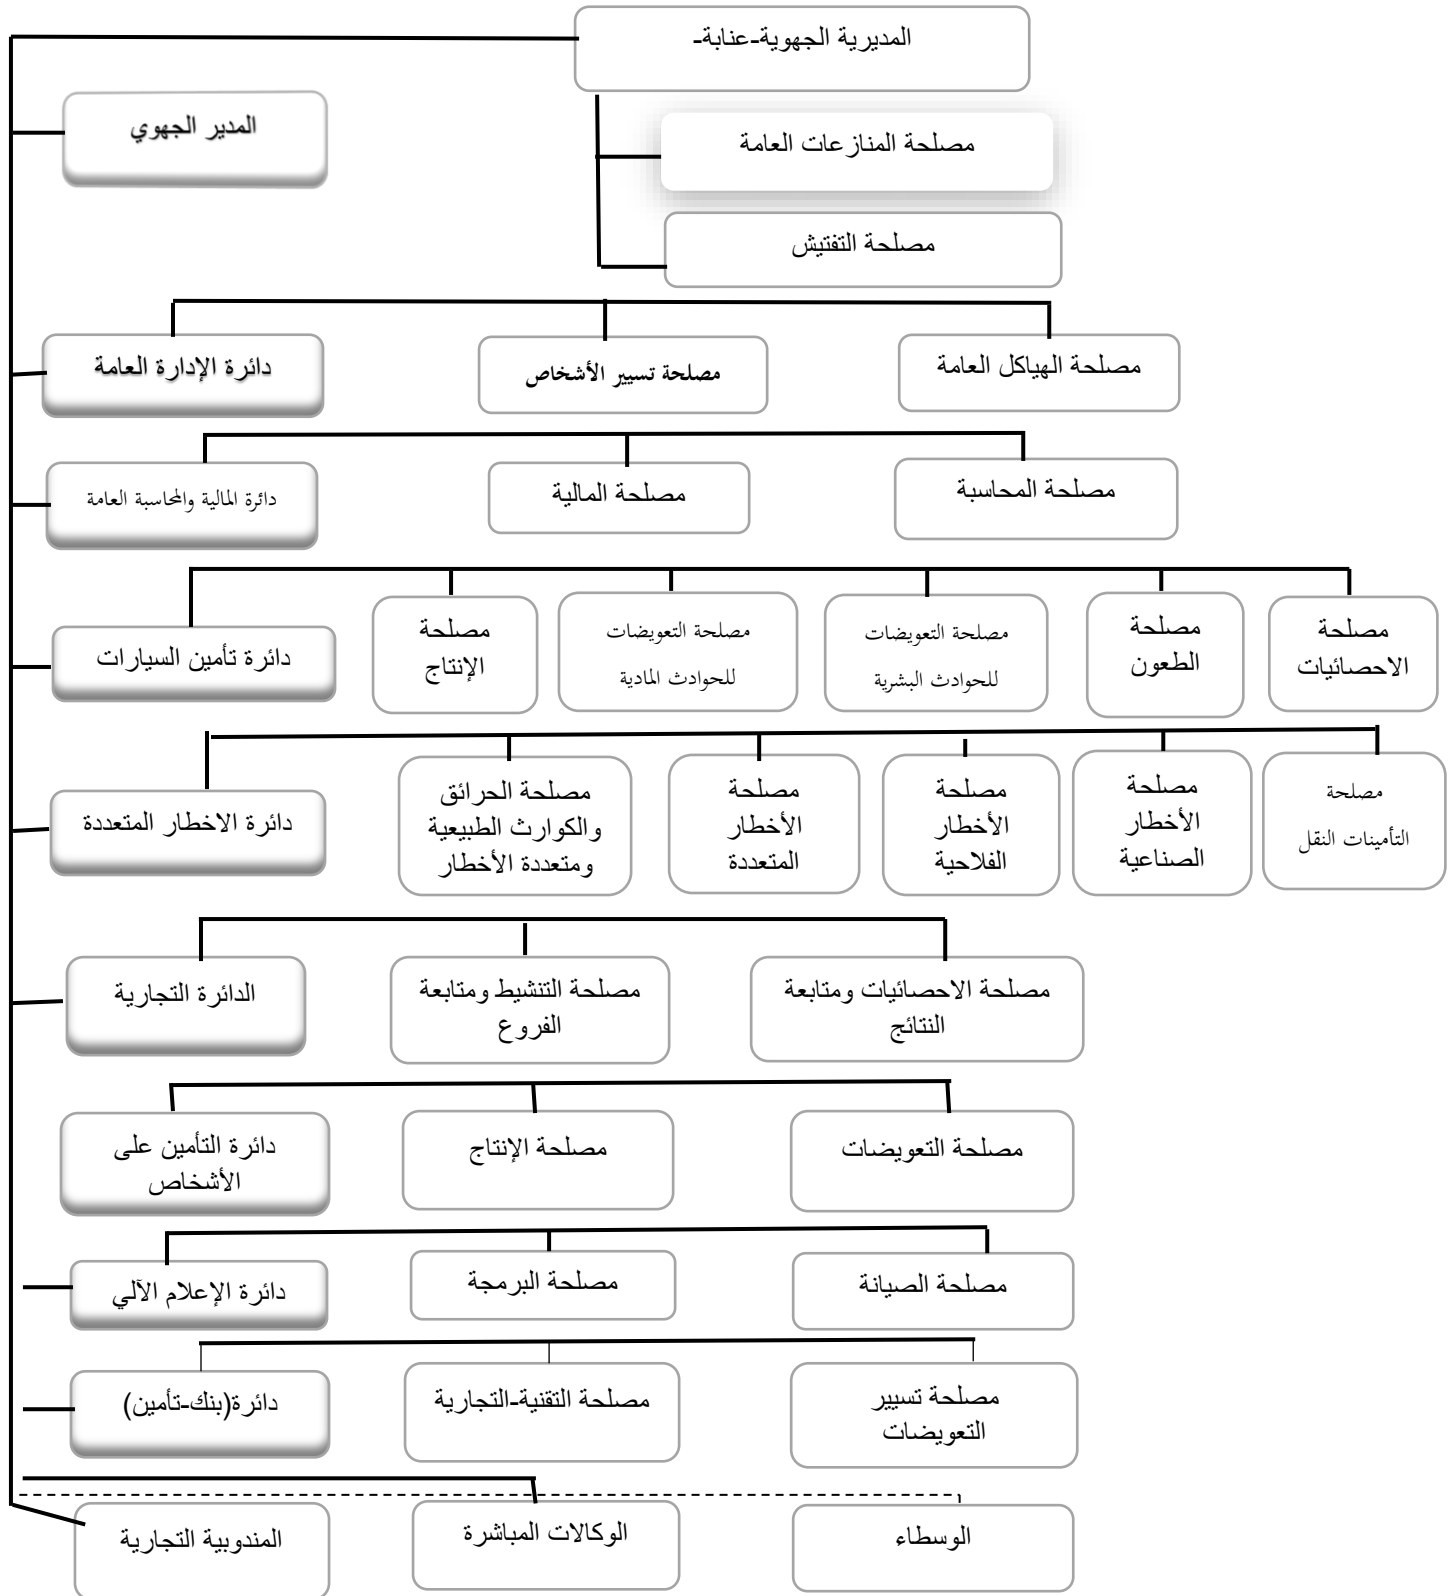 المديرية الجهوية-عنابة-
المدير الجهوي
مصلحة المنازعات العامة
مصلحة التفتيش
مصلحة الهياكل العامة
مصلحة تسيير الأشخاص
دائرة الإدارة العامة
مصلحة المحاسبة
مصلحة المالية
دائرة المالية والمحاسبة العامة
مصلحة
الاحصائيات
مصلحة
الطعون
مصلحة التعويضات
للحوادث البشرية
مصلحة التعويضات
للحوادث المادية
مصلحة
الإنتاج
دائرة تأمين السيارات
مصلحة
التأمينات النقل
مصلحة
الأخطار
الصناعية
مصلحة
الأخطار
الفلاحية
مصلحة
الأخطار
المتعددة
مصلحة الحرائق
والكوارث الطبيعية
ومتعددة الأخطار
دائرة الاخطار المتعددة
مصلحة الاحصائيات ومتابعة
النتائج
مصلحة التنشيط ومتابعة
الفروع
الدائرة التجارية
مصلحة التعويضات
مصلحة الإنتاج
دائرة التأمين على
الأشخاص
مصلحة الصيانة
مصلحة البرمجة
دائرة الإعلام الآلي
مصلحة تسيير
التعويضات
مصلحة التقنية-التجارية
دائرة(بنك-تأمين)
الوسطاء
الوكالات المباشرة
المندوبية التجارية